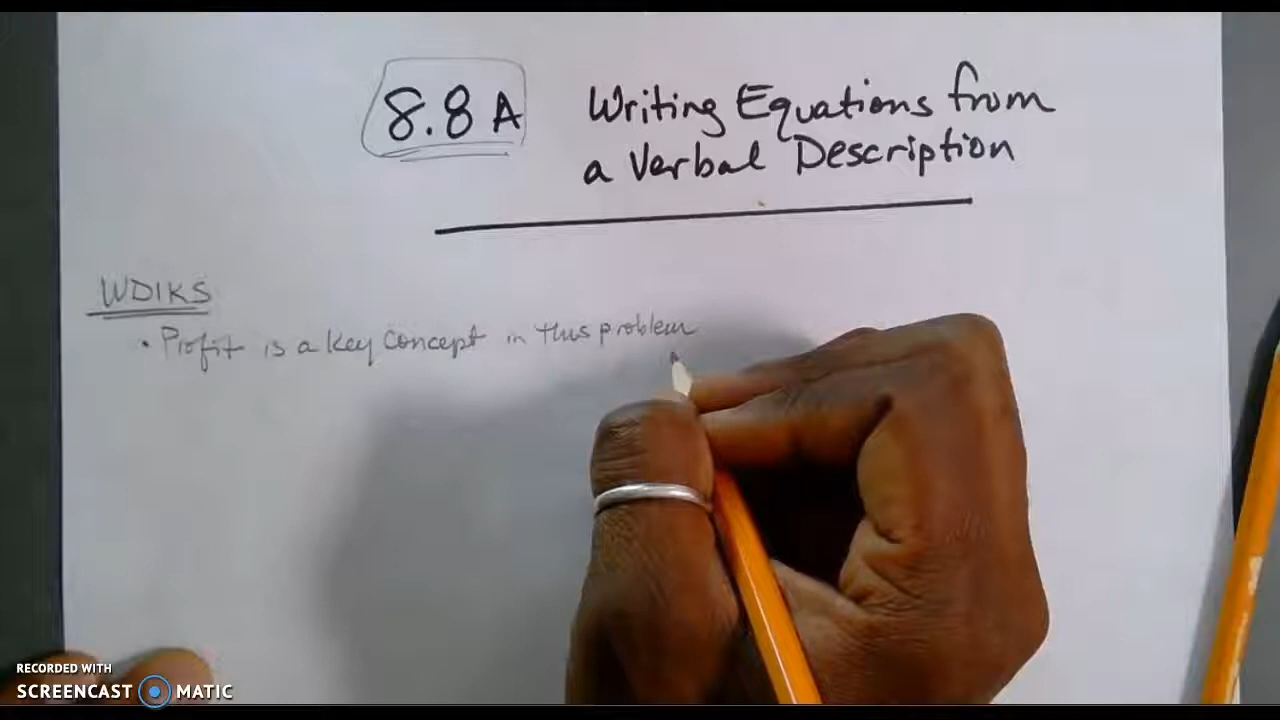 8.8 A
Writing Equations from
a Verbal Description
WDIKS
• Profit is a key concept in this problem
RECORDED WITH
SCREENCAST MATIC